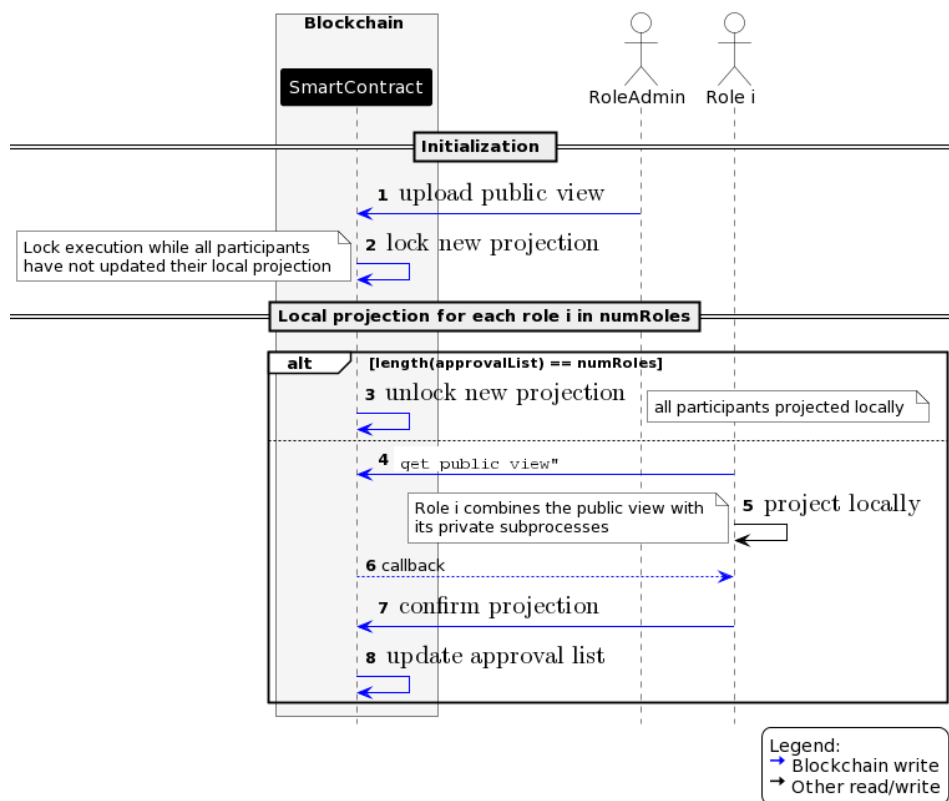 Blockchain
SmartContract
RoleAdmin
Role i
Initialization
1 upload public view
2 lock new projection
Lock execution while all participants
have not updated their local projection
Local projection for each role i in numRoles
alt [length(approvalList) == numRoles]
3 unlock new projection
all participants projected locally
4 get public view"
5 project locally
Role i combines the public view with
its private subprocesses
6 callback
7 confirm projection
8 update approval list
Legend:
Blockchain write
Other read/write